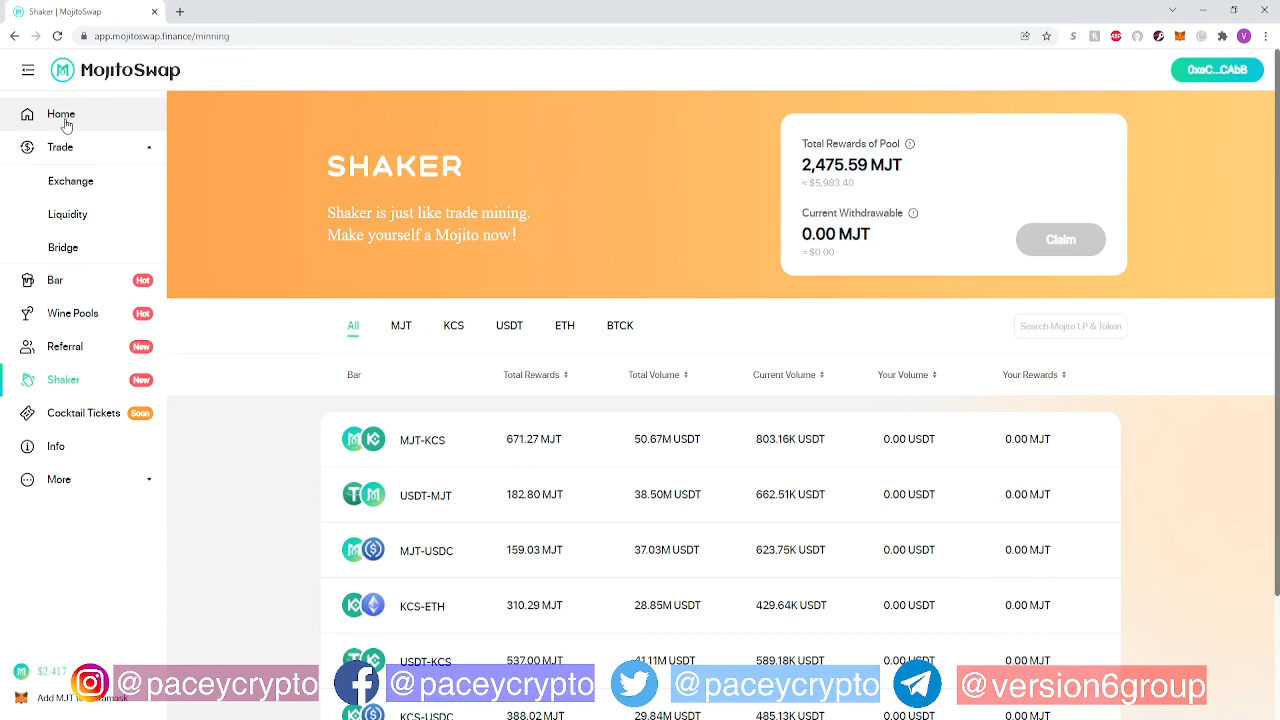 Shaker | MojitoSwap
app.mojitoswap.finance/minning
MojitoSwap
0xaC...CAbB
Home
Trade
Exchange
Liquidity
Bridge
Bar Hot
Wine Pools Hot
Referral New
Shaker New
Cocktail Tickets Soon
Info
More
$2.417
Add MJT
SHAKER
Shaker is just like trade mining.
Make yourself a Mojito now!
Total Rewards of Pool
2,475.59 MJT
≈ $5,983.40
Current Withdrawable
0.00 MJT
≈ $0.00
Claim
All MJT KCS USDT ETH BTCK
Search Mojito LP & Token
Bar Total Rewards Total Volume Current Volume Your Volume Your Rewards
MJT-KCS 671.27 MJT 50.67M USDT 803.16K USDT 0.00 USDT 0.00 MJT
USDT-MJT 182.80 MJT 38.50M USDT 662.51K USDT 0.00 USDT 0.00 MJT
MJT-USDC 159.03 MJT 37.03M USDT 623.75K USDT 0.00 USDT 0.00 MJT
KCS-ETH 310.29 MJT 28.85M USDT 429.64K USDT 0.00 USDT 0.00 MJT
USDT-KCS 537.00 MJT 41.11M USDT 589.18K USDT 0.00 USDT 0.00 MJT
KCS-USDC 388.02 MJT 29.84M USDT 485.13K USDT 0.00 USDT 0.00 MJT
@paceycrypto @paceycrypto @paceycrypto @version6group